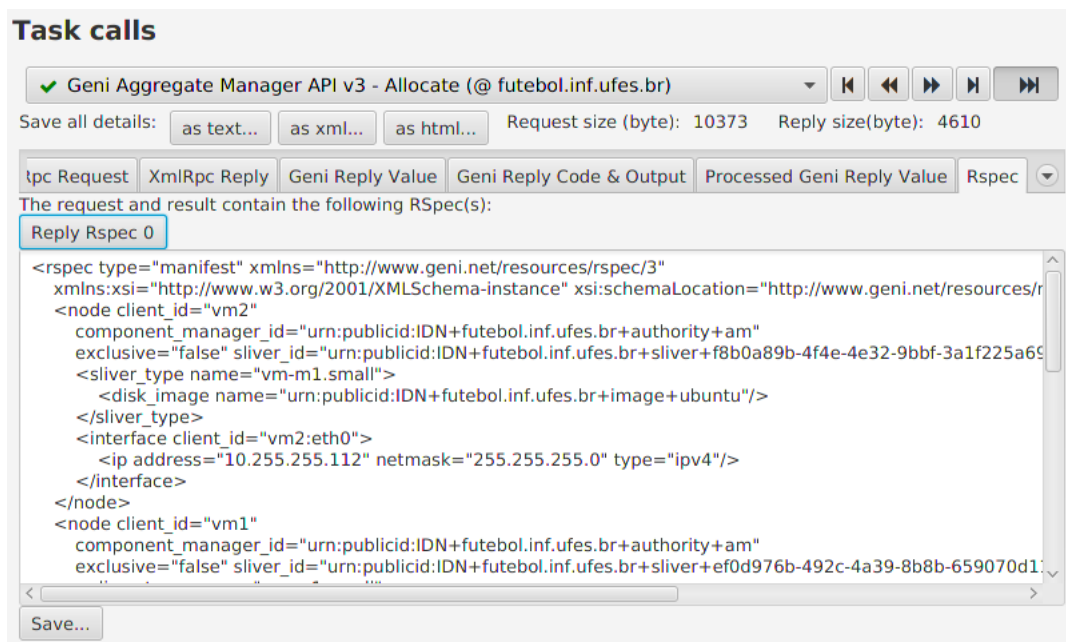 Task calls
Geni Aggregate Manager API v3 - Allocate (@ futebol.inf.ufes.br)
Save all details: as text... as xml... as html... Request size (byte): 10373 Reply size(byte): 4610
Request XmlRpc Reply Geni Reply Value Geni Reply Code & Output Processed Geni Reply Value Rspec
The request and result contain the following RSpec(s):
Reply Rspec 0
<rspec type="manifest" xmlns="http://www.geni.net/resources/rspec/3"
xmlns:xsi="http://www.w3.org/2001/XMLSchema-instance" xsi:schemaLocation="http://www.geni.net/resources/r
<node client_id="vm2"
component_manager_id="urn:publicid:IDN+futebol.inf.ufes.br+authority+am"
exclusive="false" sliver_id="urn:publicid:IDN+futebol.inf.ufes.br+sliver+f8b0a89b-4f4e-4e32-9bbf-3a1f225a69
<sliver_type name="vm-m1.small">
<disk_image name="urn:publicid:IDN+futebol.inf.ufes.br+image+ubuntu"/>
</sliver_type>
<interface client_id="vm2:eth0">
<ip address="10.255.255.112" netmask="255.255.255.0" type="ipv4"/>
</interface>
</node>
<node client_id="vm1"
component_manager_id="urn:publicid:IDN+futebol.inf.ufes.br+authority+am"
exclusive="false" sliver_id="urn:publicid:IDN+futebol.inf.ufes.br+sliver+ef0d976b-492c-4a39-8b8b-659070d1
Save...